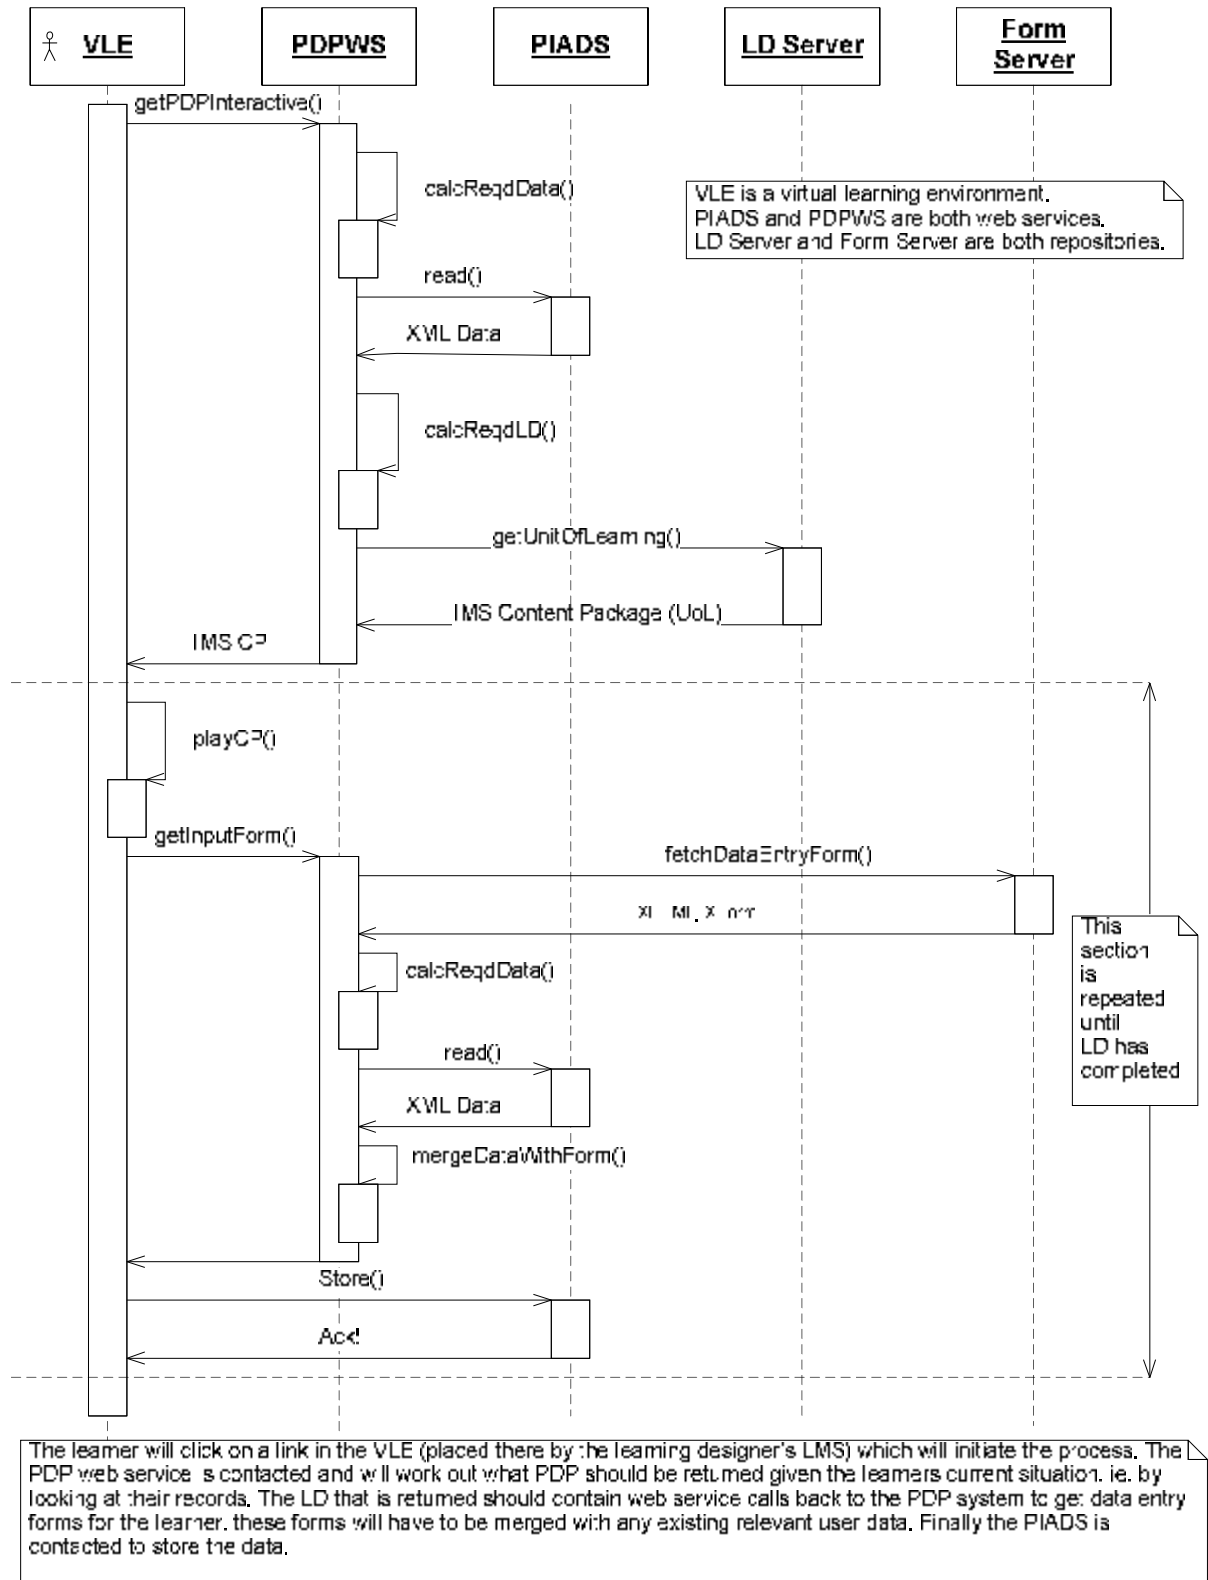 VLE
PDPWS
PIADS
LD Server
Form
Server
getPDPInteractive()
calcReqdData()
VLE is a virtual learning environment.
PIADS and PDPWS are both web services.
LD Server and Form Server are both repositories.
read()
XML Data
calcReqdLD()
getUnitOfLearning()
IMS Content Package (UoL)
IMS CP
playCP()
getInputForm()
fetchDataEntryForm()
This
section
is
repeated
until
LD has
completed
calcReqdData()
read()
XML Data
mergeDataWithForm()
Store()
Ack!
The learner will click on a link in the VLE (placed there by the learning designer's LMS) which will initiate the process. The
PDP web service is contacted and will work out what PDP should be returned given the learners current situation. ie. by
looking at their records. The LD that is returned should contain web service calls back to the PDP system to get data entry
forms for the learner. these forms will have to be merged with any existing relevant user data. Finally the PIADS is
contacted to store the data.